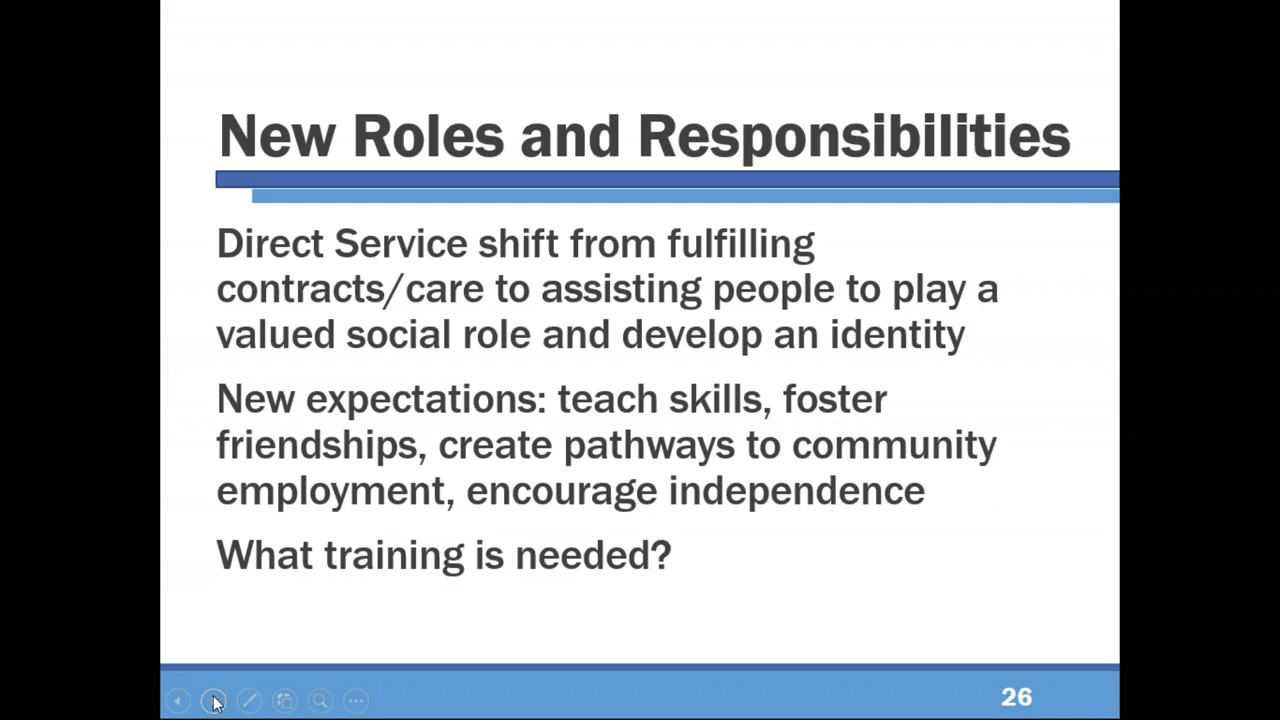 New Roles and Responsibilities
Direct Service shift from fulfilling
contracts/care to assisting people to play a
valued social role and develop an identity
New expectations: teach skills, foster
friendships, create pathways to community
employment, encourage independence
What training is needed?
26